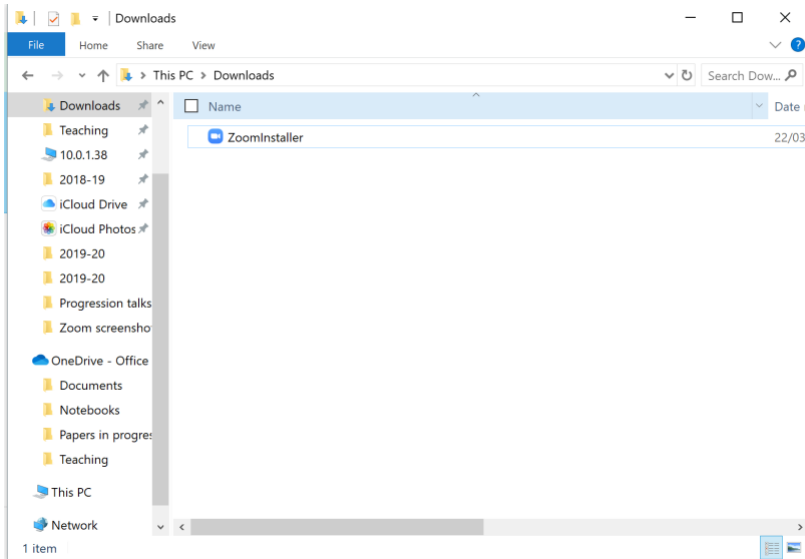 Downloads
File Home Share View
This PC > Downloads Search Dow...
Downloads
Teaching
10.0.1.38
2018-19
iCloud Drive
iCloud Photos
2019-20
2019-20
Progression talks
Zoom screensho
OneDrive - Office
Documents
Notebooks
Papers in progres
Teaching
This PC
Network
Name Date
ZoomInstaller 22/03
1 item